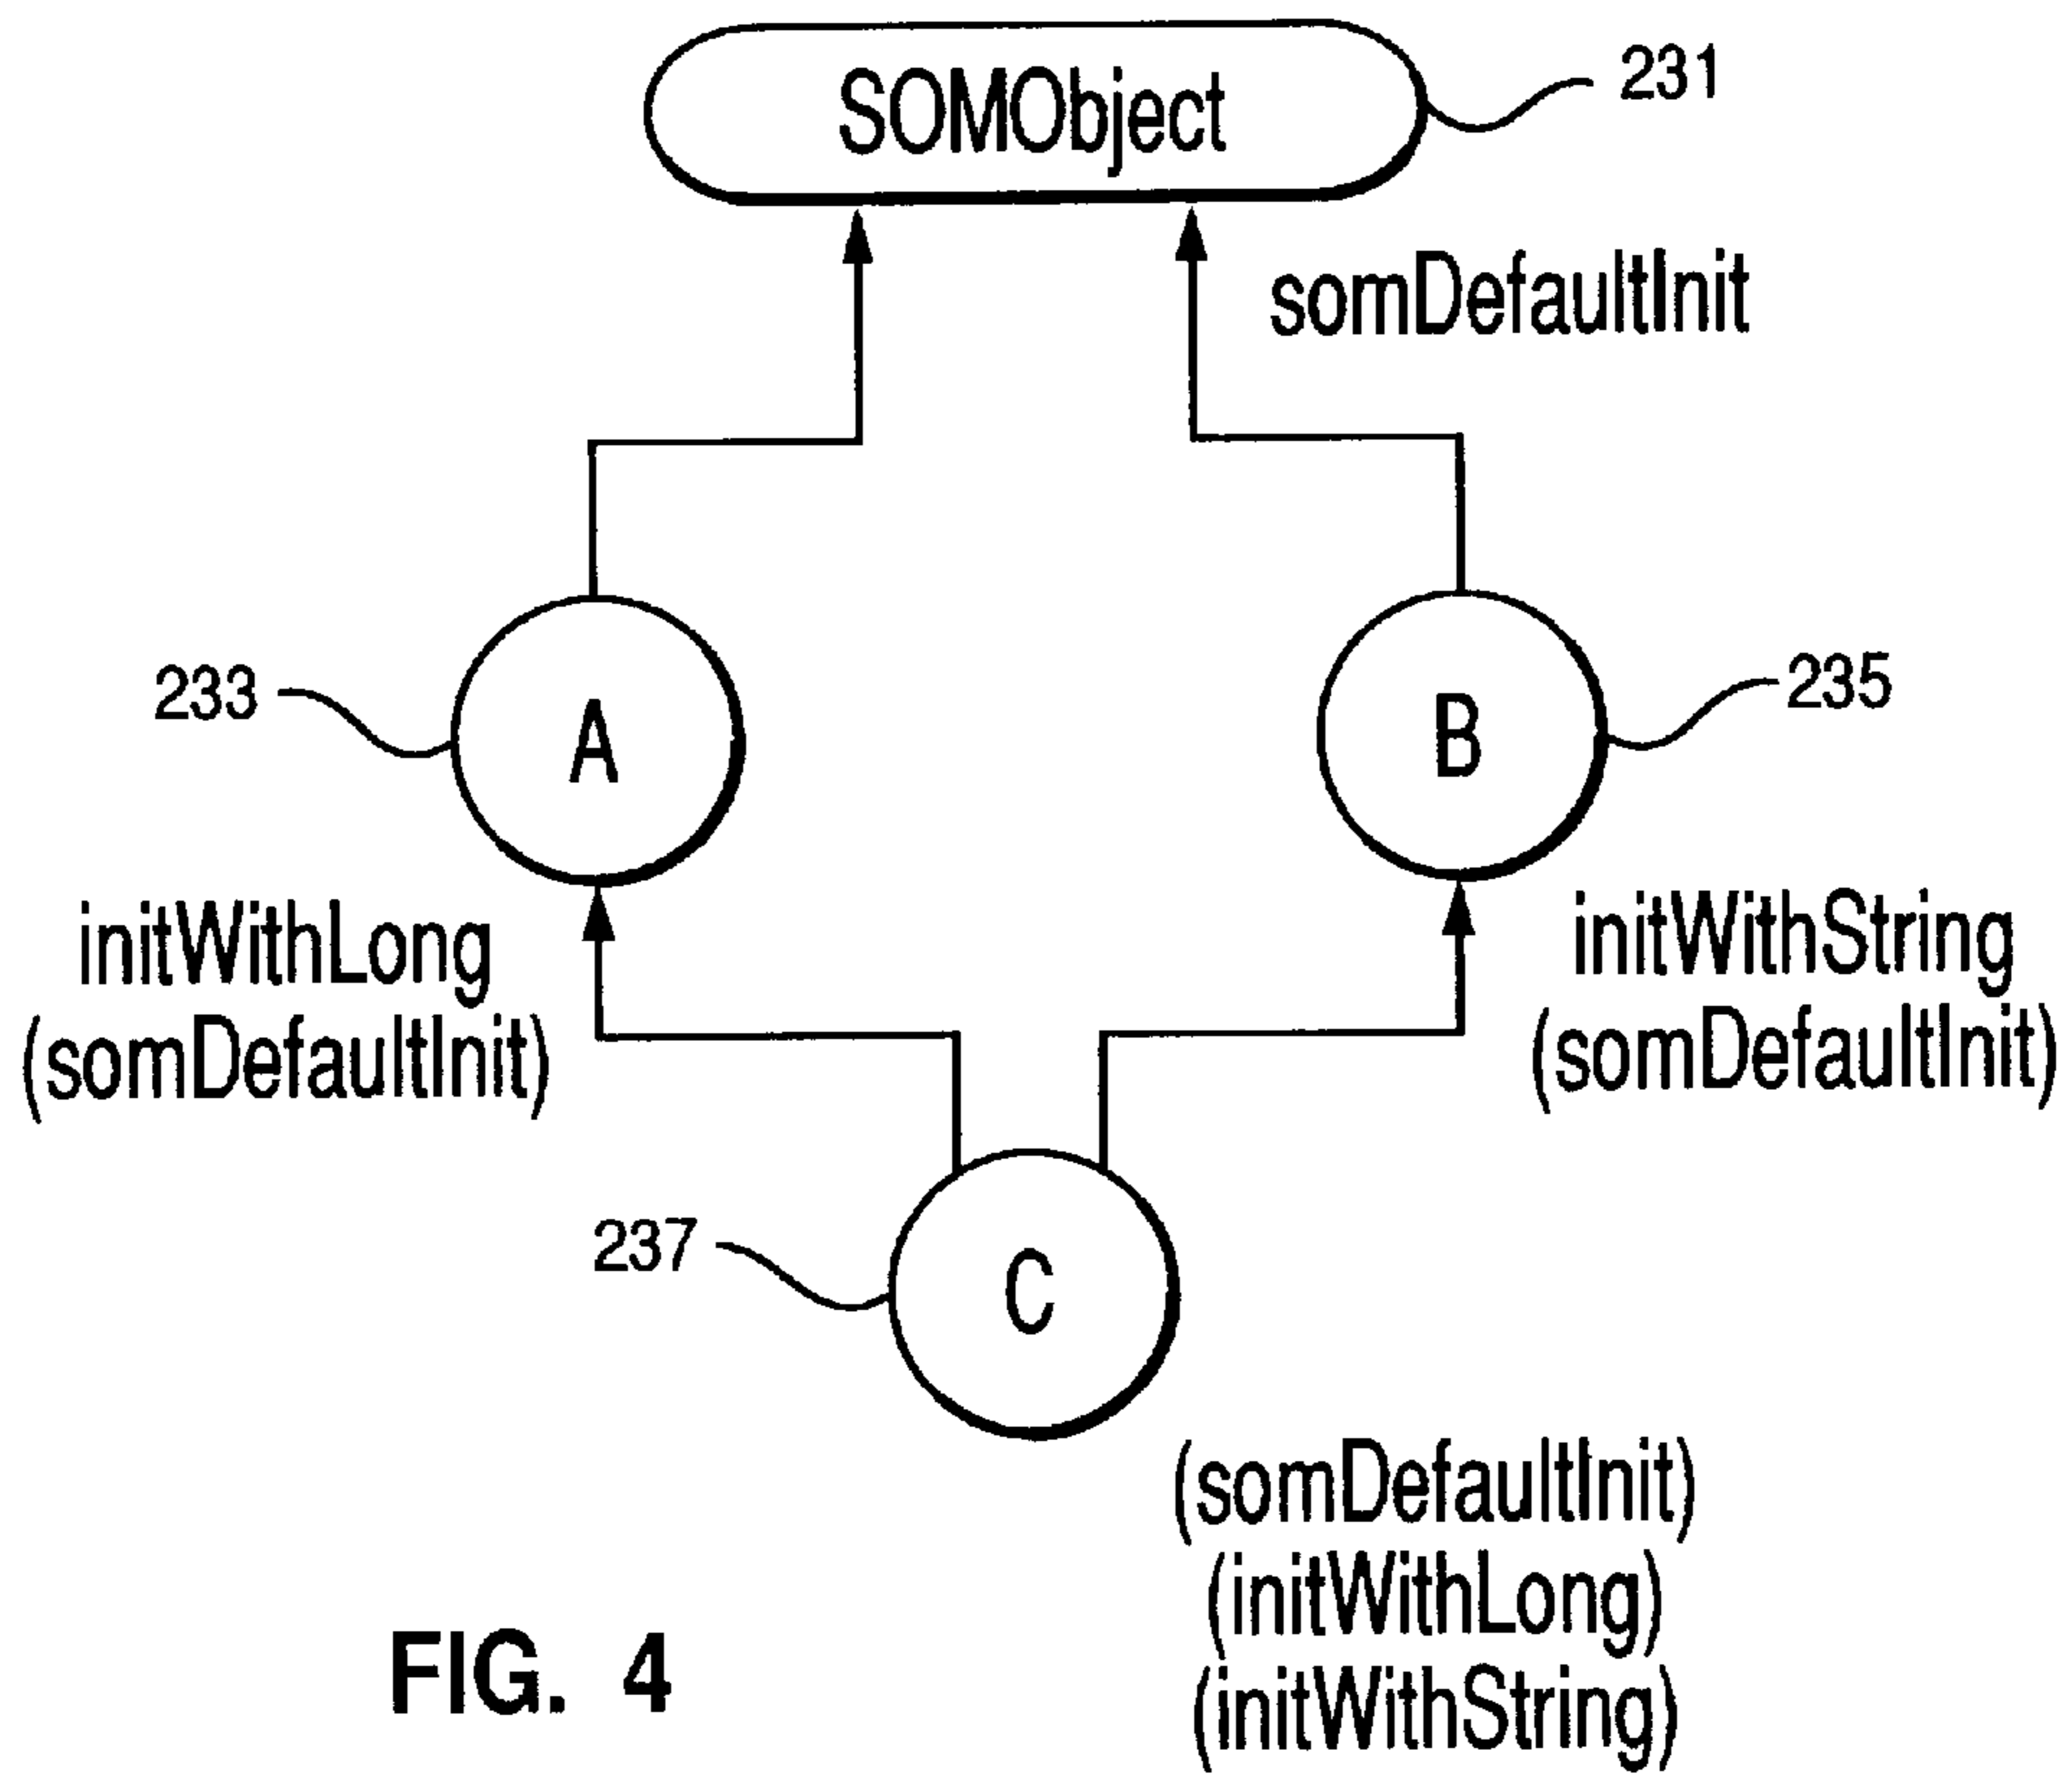 SOMObject
231
somDefaultInit
233
A
B
235
initWithLong
(somDefaultInit)
initWithString
(somDefaultInit)
237
C
(somDefaultInit)
(initWithLong)
(initWithString)
FIG. 4